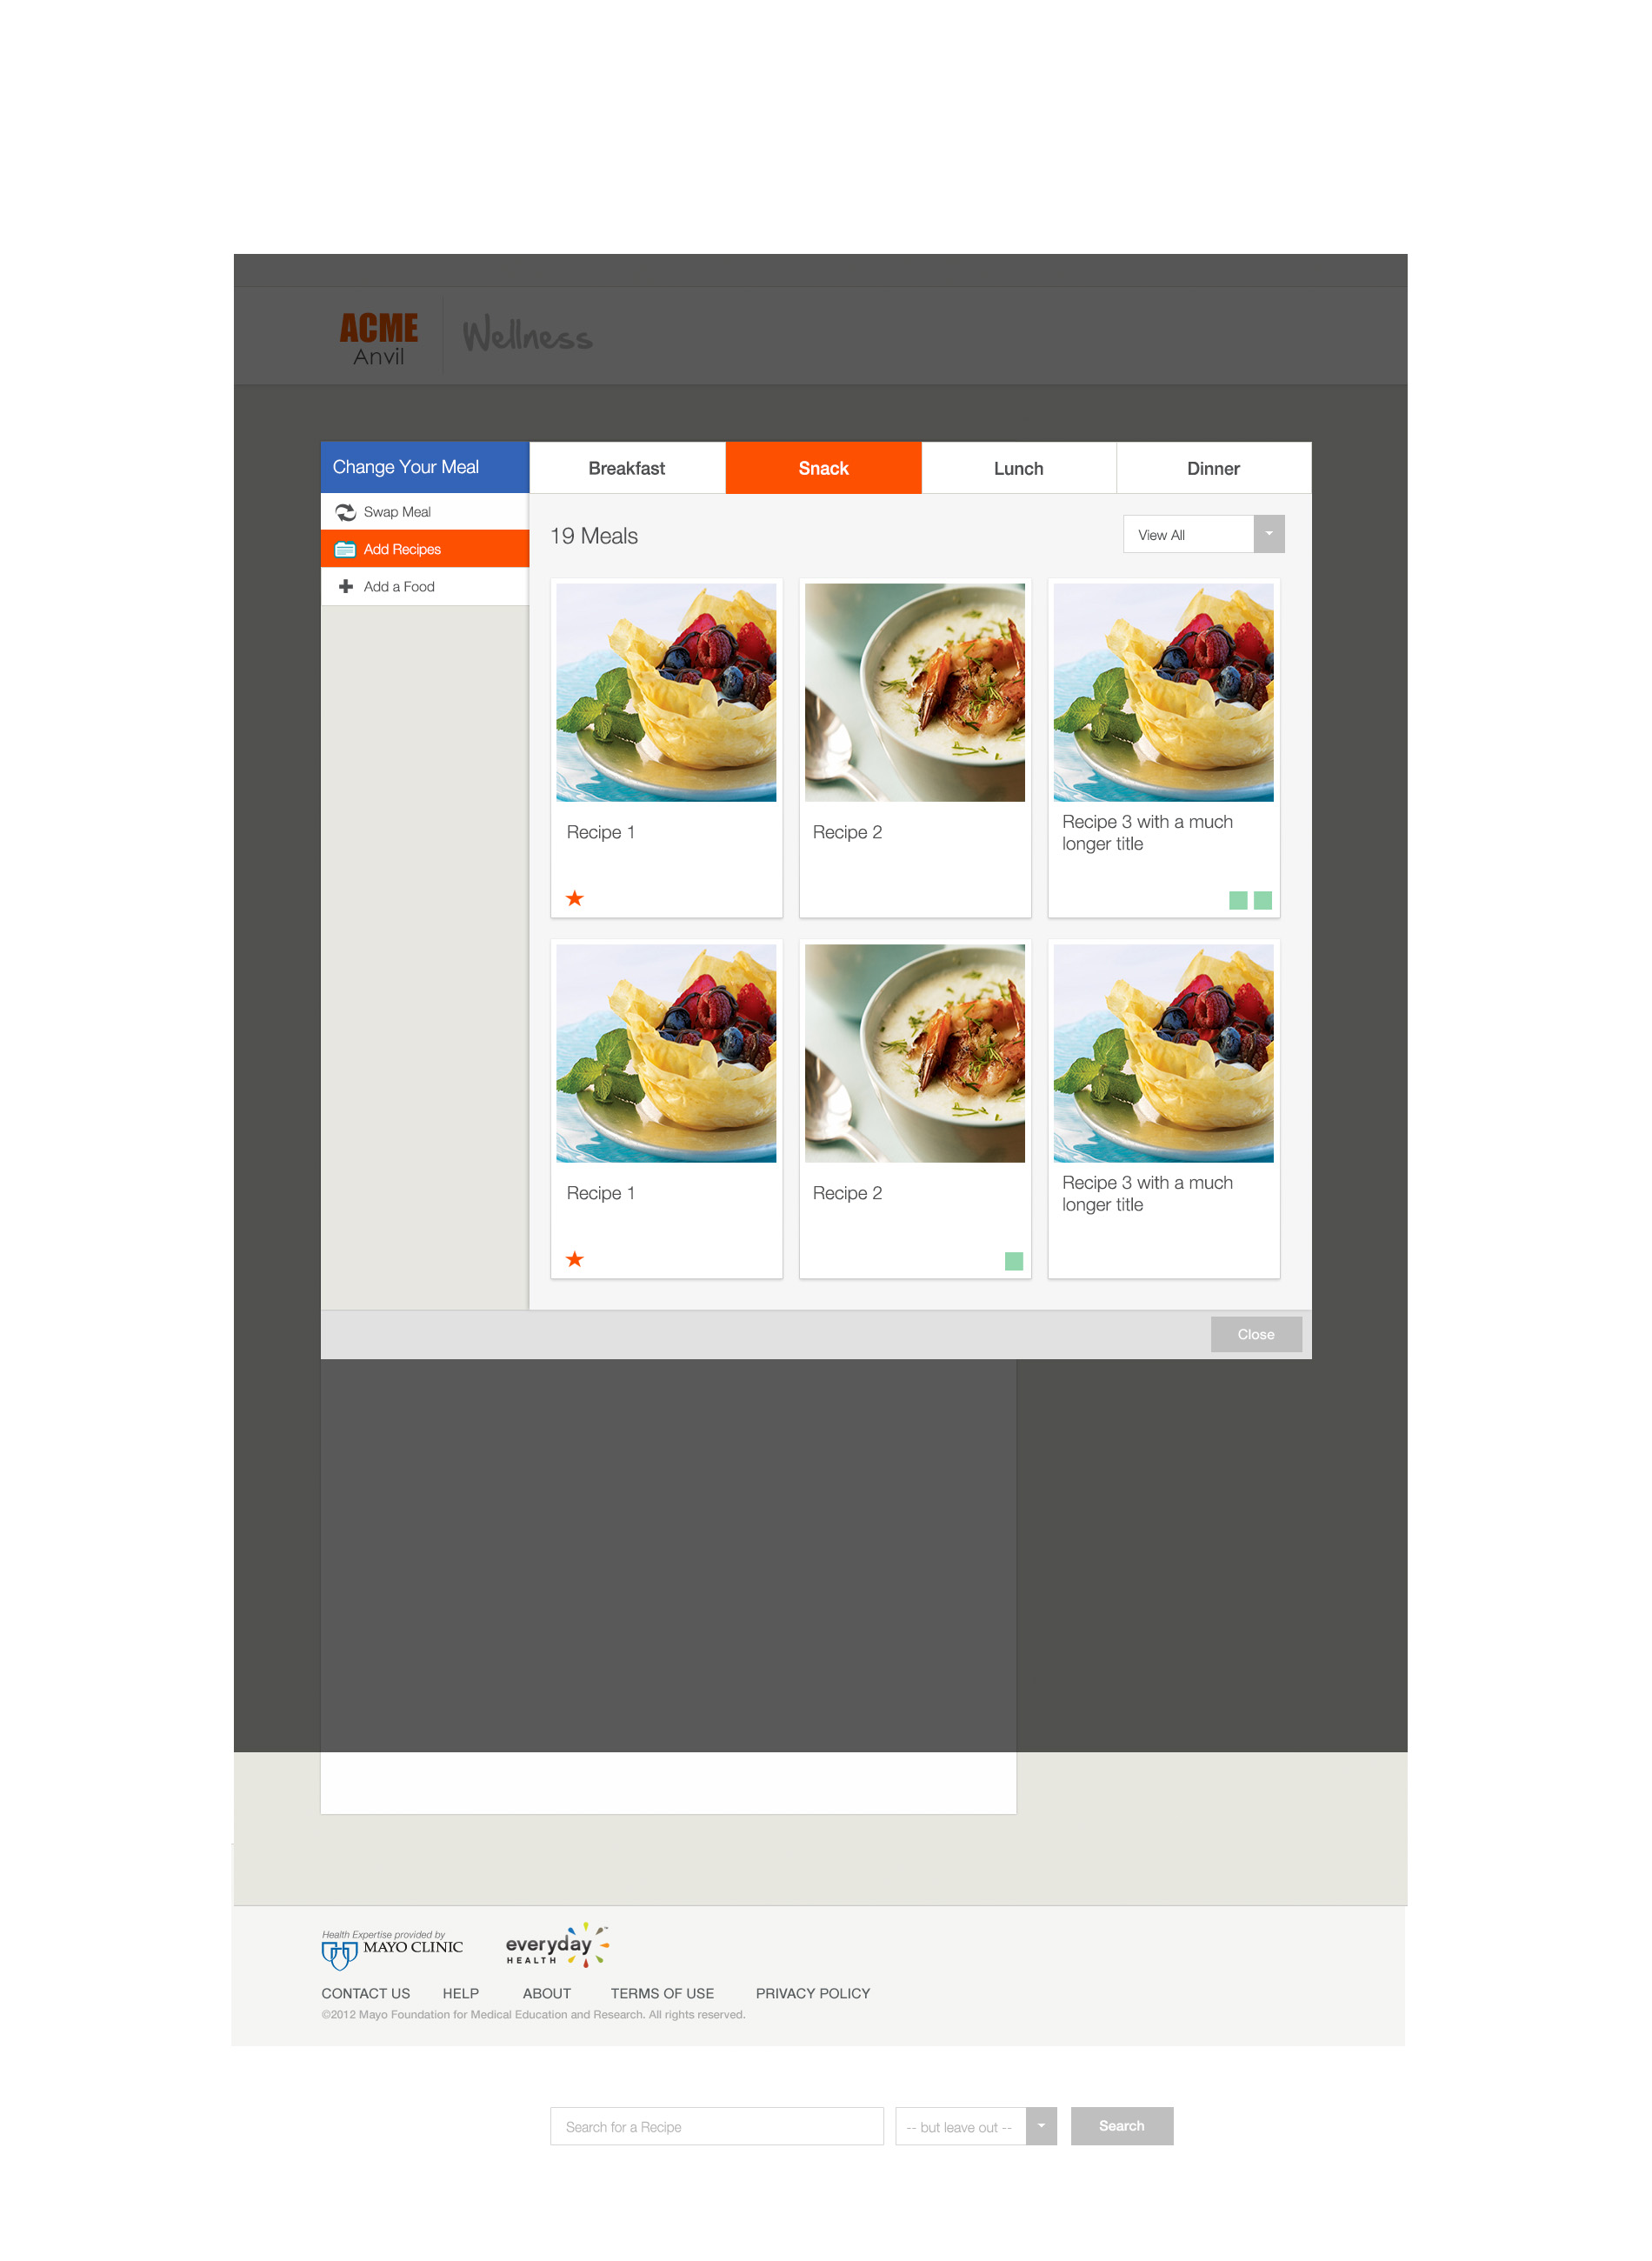 ACME
Anvil
Wellness
Change Your Meal
Breakfast
Snack
Lunch
Dinner
Swap Meal
Add Recipes
Add a Food
19 Meals
View All
Recipe 1
Recipe 2
Recipe 3 with a much
longer title
Recipe 1
Recipe 2
Recipe 3 with a much
longer title
Close
Health Expertise provided by
MAYO CLINIC
everyday™
HEALTH
CONTACT US
HELP
ABOUT
TERMS OF USE
PRIVACY POLICY
©2012 Mayo Foundation for Medical Education and Research. All rights reserved.
Search for a Recipe
-- but leave out --
Search